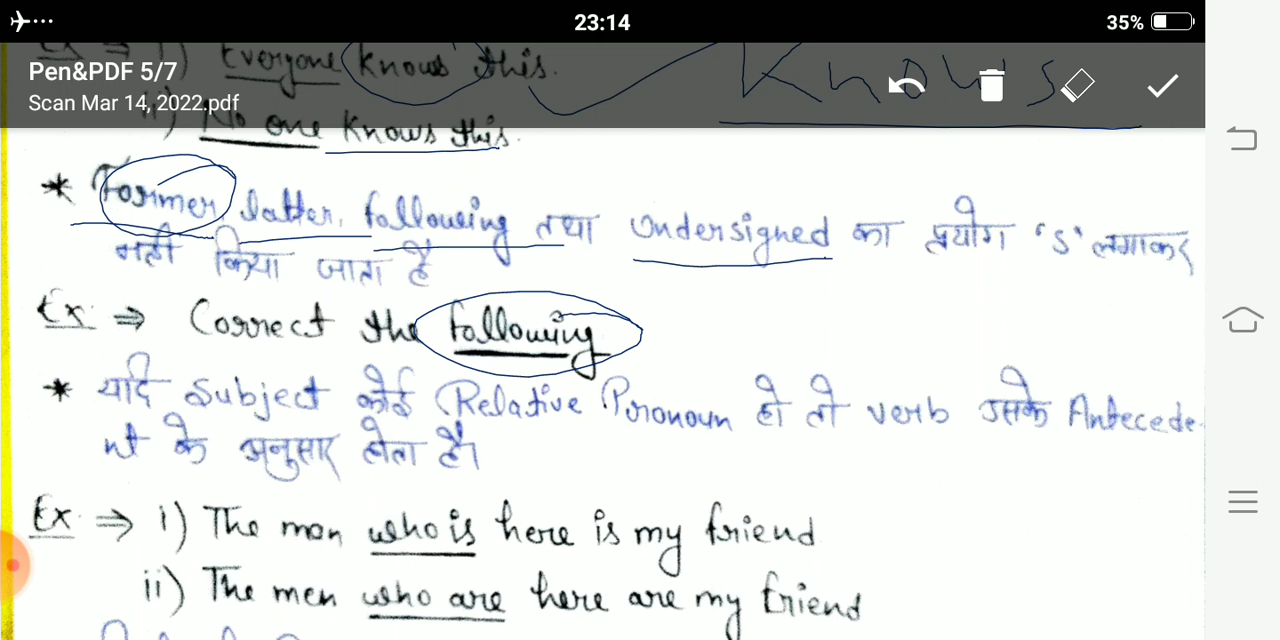 23:14
35%
Pen&PDF 5/7
Scan Mar 14, 2022.pdf
i) Everyone knows this.
Knows
ii) No one knows this.
* Former, latter, following तथा Undersigned का प्रयोग 'S' लगाकर
नही किया जाता है
Ex ⇒ Correct the following
* यदि Subject कोई Relative Pronoun हो तो verb उसके Antecede-
nt के अनुसार होता है।
Ex ⇒ i) The man who is here is my friend
ii) The men who are here are my friend